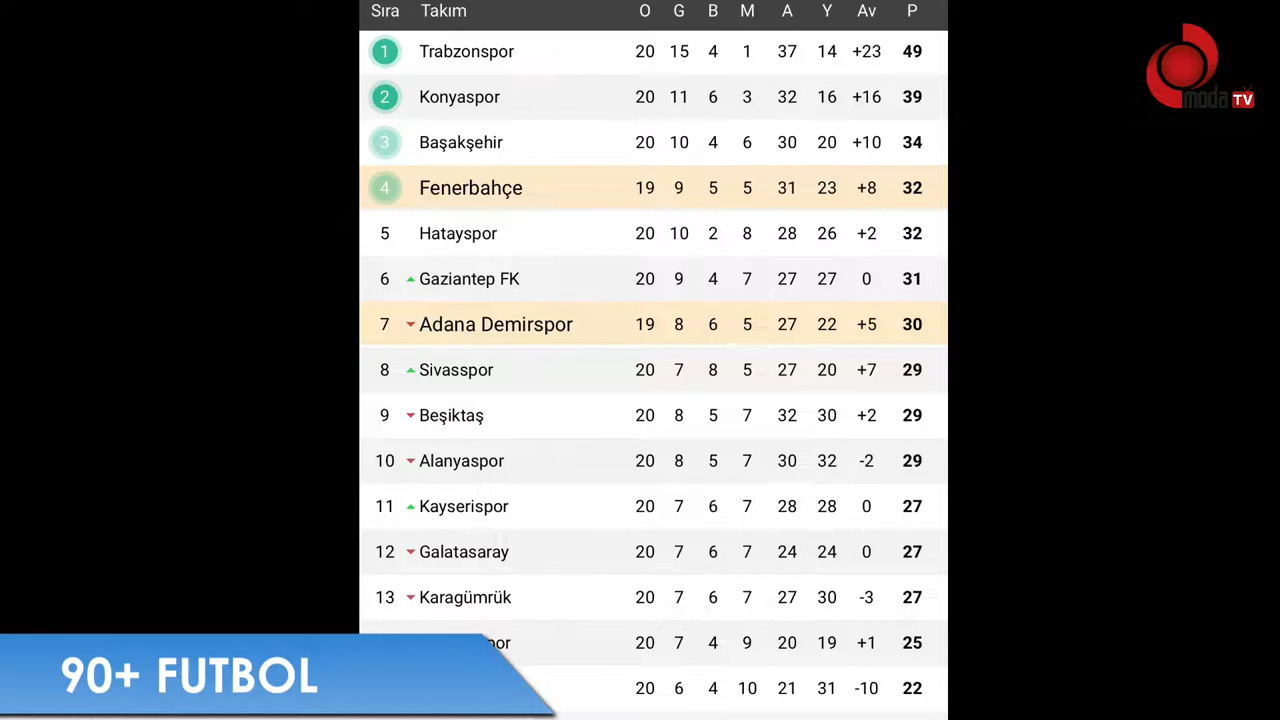 Sıra Takım O G B M A Y Av P
1 Trabzonspor 20 15 4 1 37 14 +23 49
2 Konyaspor 20 11 6 3 32 16 +16 39
3 Başakşehir 20 10 4 6 30 20 +10 34
4 Fenerbahçe 19 9 5 5 31 23 +8 32
5 Hatayspor 20 10 2 8 28 26 +2 32
6 Gaziantep FK 20 9 4 7 27 27 0 31
7 Adana Demirspor 19 8 6 5 27 22 +5 30
8 Sivasspor 20 7 8 5 27 20 +7 29
9 Beşiktaş 20 8 5 7 32 30 +2 29
10 Alanyaspor 20 8 5 7 30 32 -2 29
11 Kayserispor 20 7 6 7 28 28 0 27
12 Galatasaray 20 7 6 7 24 24 0 27
13 Karagümrük 20 7 6 7 27 30 -3 27
20 7 4 9 20 19 +1 25
20 6 4 10 21 31 -10 22
90+ FUTBOL
moda TV